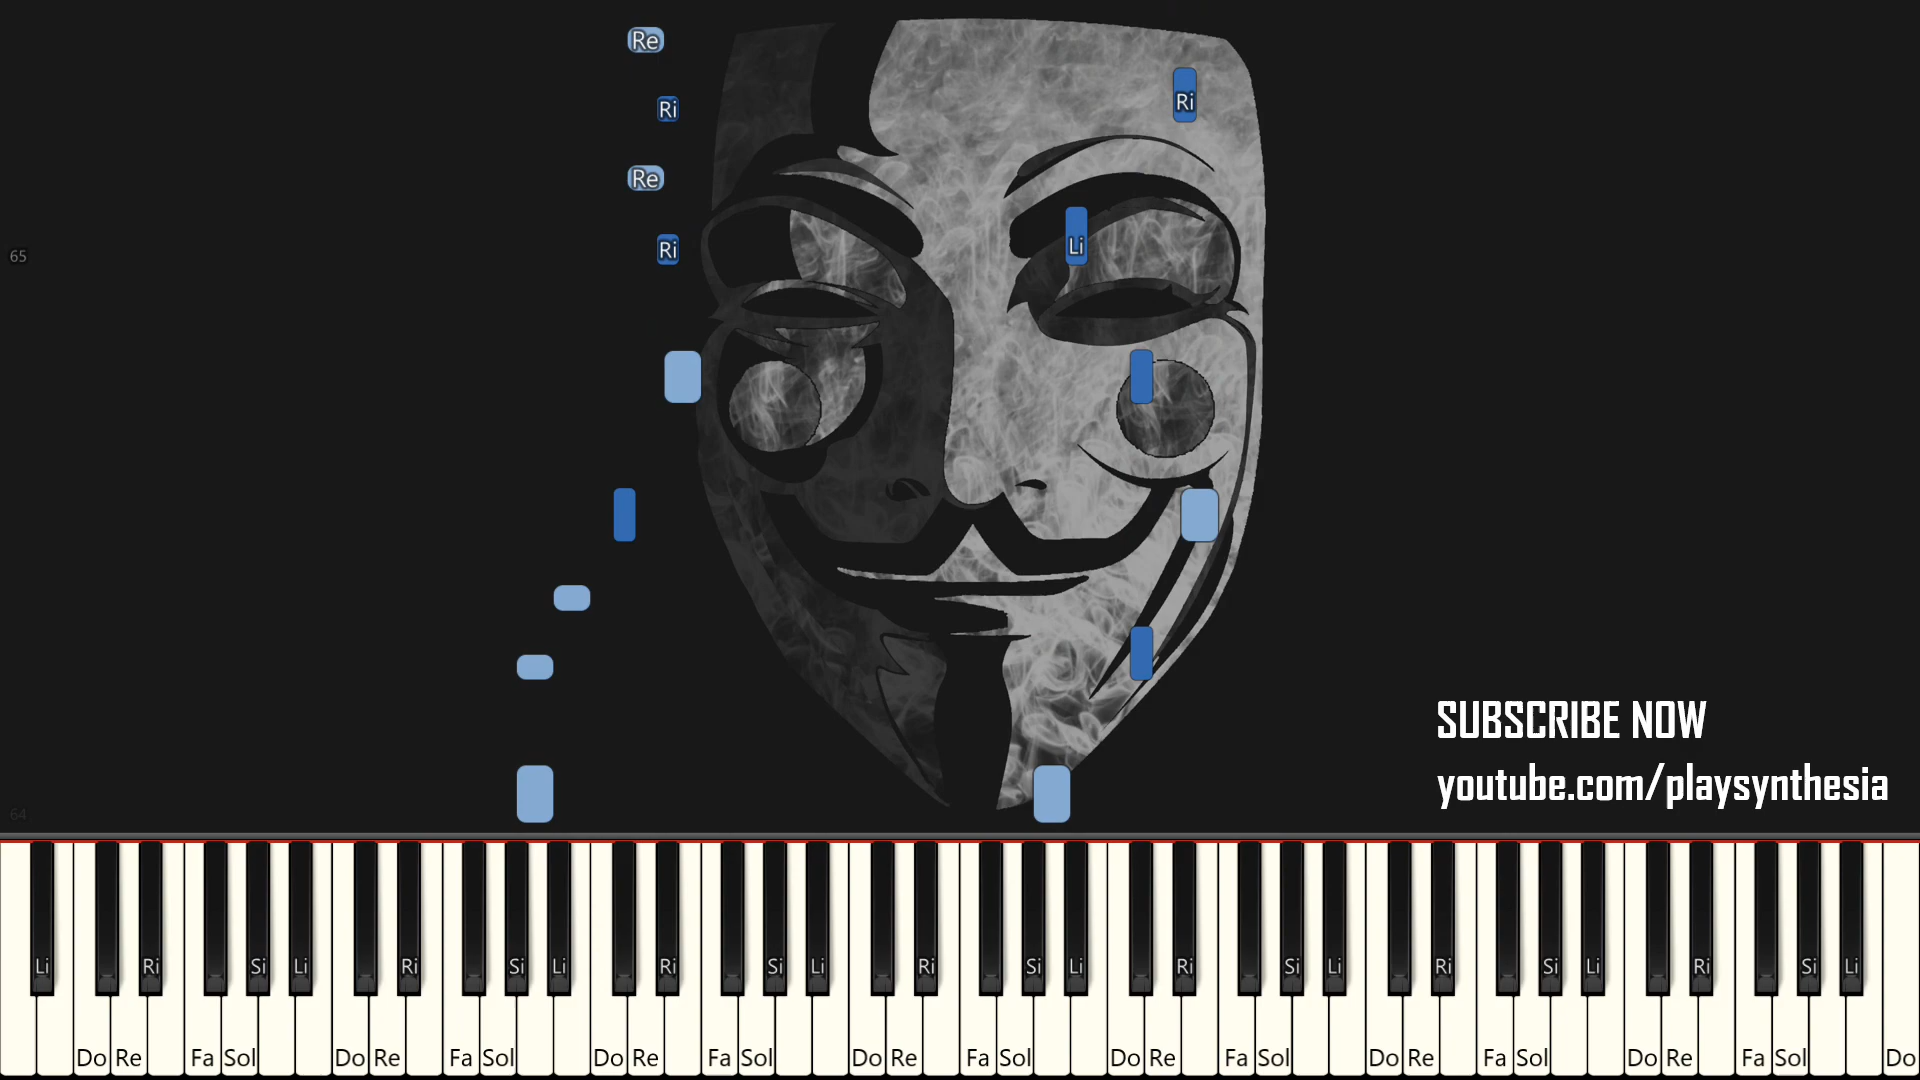 Re
Ri
Ri
Re
Li
Ri
65
SUBSCRIBE NOW
youtube.com/playsynthesia
64
Li Ri Si Li Ri Si Li Ri Si Li Ri Si Li Ri Si Li Ri Si Li Ri Si Li
Do Re Fa Sol Do Re Fa Sol Do Re Fa Sol Do Re Fa Sol Do Re Fa Sol Do Re Fa Sol Do Re Fa Sol Do